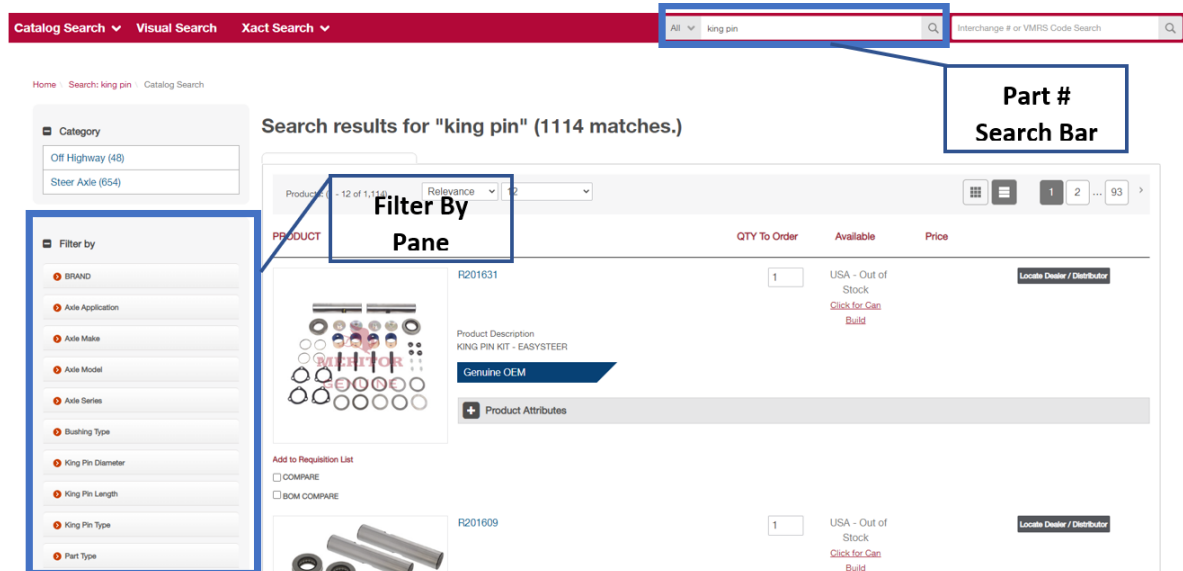 Catalog Search
Visual Search
Xact Search
All
king pin
Interchange # or VMRS Code Search
Part #
Search Bar
Home
Search: king pin
Catalog Search
Category
Off Highway (48)
Steer Axle (654)
Search results for "king pin" (1114 matches.)
- 12 of 1,114)
Relevance
12
1
2
...
93
Filter By
Pane
Filter by
BRAND
Axle Application
Axle Make
Axle Model
Axle Series
Bushing Type
King Pin Diameter
King Pin Length
King Pin Type
Part Type
PRODUCT
QTY To Order
Available
Price
R201631
1
USA - Out of
Stock
Click for Can
Build
Locate Dealer / Distributor
Product Description
KING PIN KIT - EASYSTEER
Genuine OEM
Product Attributes
MERITOR
GENUINE
Add to Requisition List
COMPARE
BOM COMPARE
R201609
1
USA - Out of
Stock
Click for Can
Build
Locate Dealer / Distributor